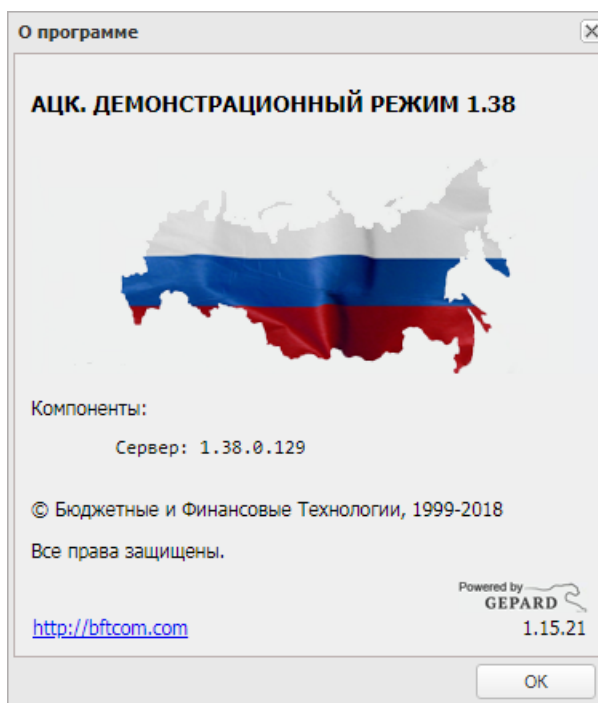 О программе
АЦК. ДЕМОНСТРАЦИОННЫЙ РЕЖИМ 1.38
Компоненты:
Сервер: 1.38.0.129
© Бюджетные и Финансовые Технологии, 1999-2018
Все права защищены.
Powered by
GEPARD
http://bftcom.com
1.15.21
OK